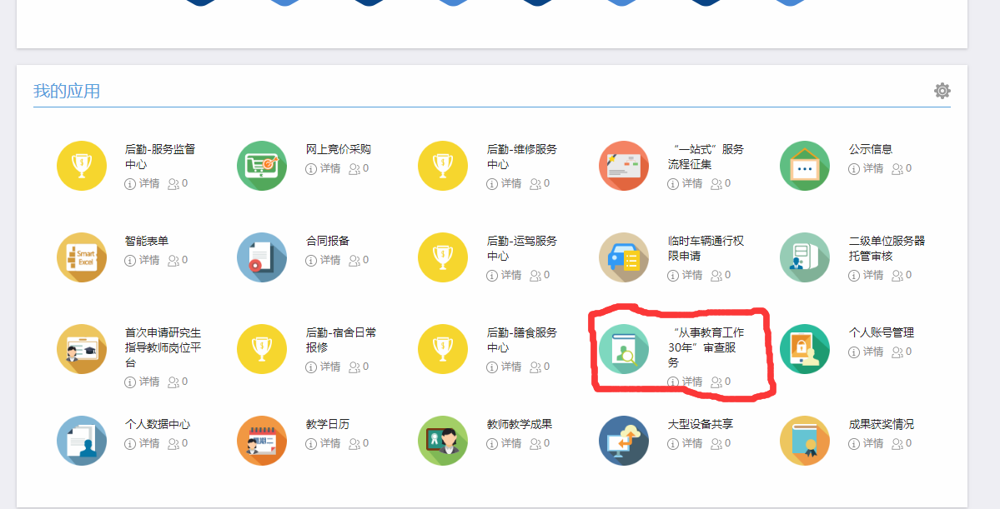 我的应用
后勤-服务监督
中心
详情 0
网上竞价采购
详情 0
后勤-维修服务
中心
详情 0
“一站式”服务
流程征集
详情 0
公示信息
详情 0
Smart
Excel
智能表单
详情 0
合同报备
详情 0
后勤-运驾服务
中心
详情 0
临时车辆通行权
限申请
详情 0
二级单位服务器
托管审核
详情 0
首次申请研究生
指导教师岗位平
台
详情 0
后勤-宿舍日常
报修
详情 0
后勤-膳食服务
中心
详情 0
“从事教育工作
30年”审查服
务
详情 0
个人账号管理
详情 0
个人数据中心
详情 0
星期二
教学日历
详情 0
教师教学成果
详情 0
大型设备共享
详情 0
成果获奖情况
详情 0